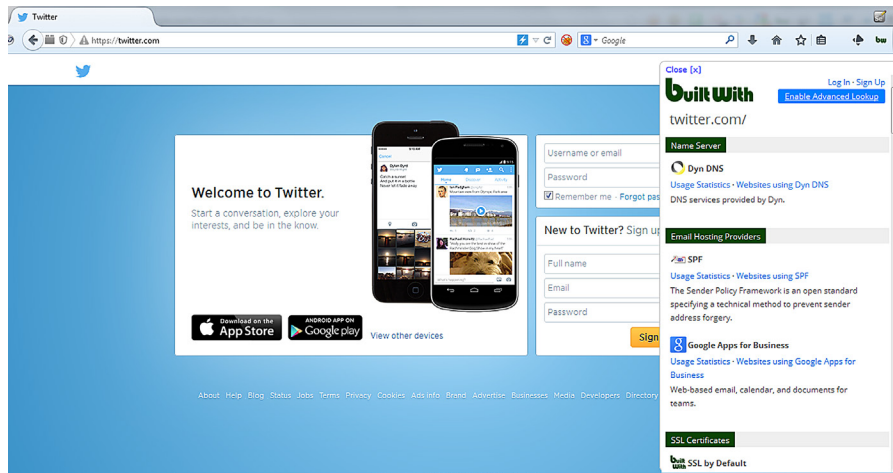 Twitter
https://twitter.com
Google
bw
Welcome to Twitter.
Start a conversation, explore your
interests, and be in the know.
Download on the
App Store
ANDROID APP ON
Google play
View other devices
Username or email
Password
Remember me · Forgot pas
New to Twitter? Sign up
Full name
Email
Password
Sign
About Help Blog Status Jobs Terms Privacy Cookies Ads info Brand Advertise Businesses Media Developers Directory
Close [x]
built With
Log In · Sign Up
Enable Advanced Lookup
twitter.com/
Name Server
Dyn DNS
Usage Statistics · Websites using Dyn DNS
DNS services provided by Dyn.
Email Hosting Providers
SPF
Usage Statistics · Websites using SPF
The Sender Policy Framework is an open standard
specifying a technical method to prevent sender
address forgery.
Google Apps for Business
Usage Statistics · Websites using Google Apps for
Business
Web-based email, calendar, and documents for
teams.
SSL Certificates
built With
SSL by Default